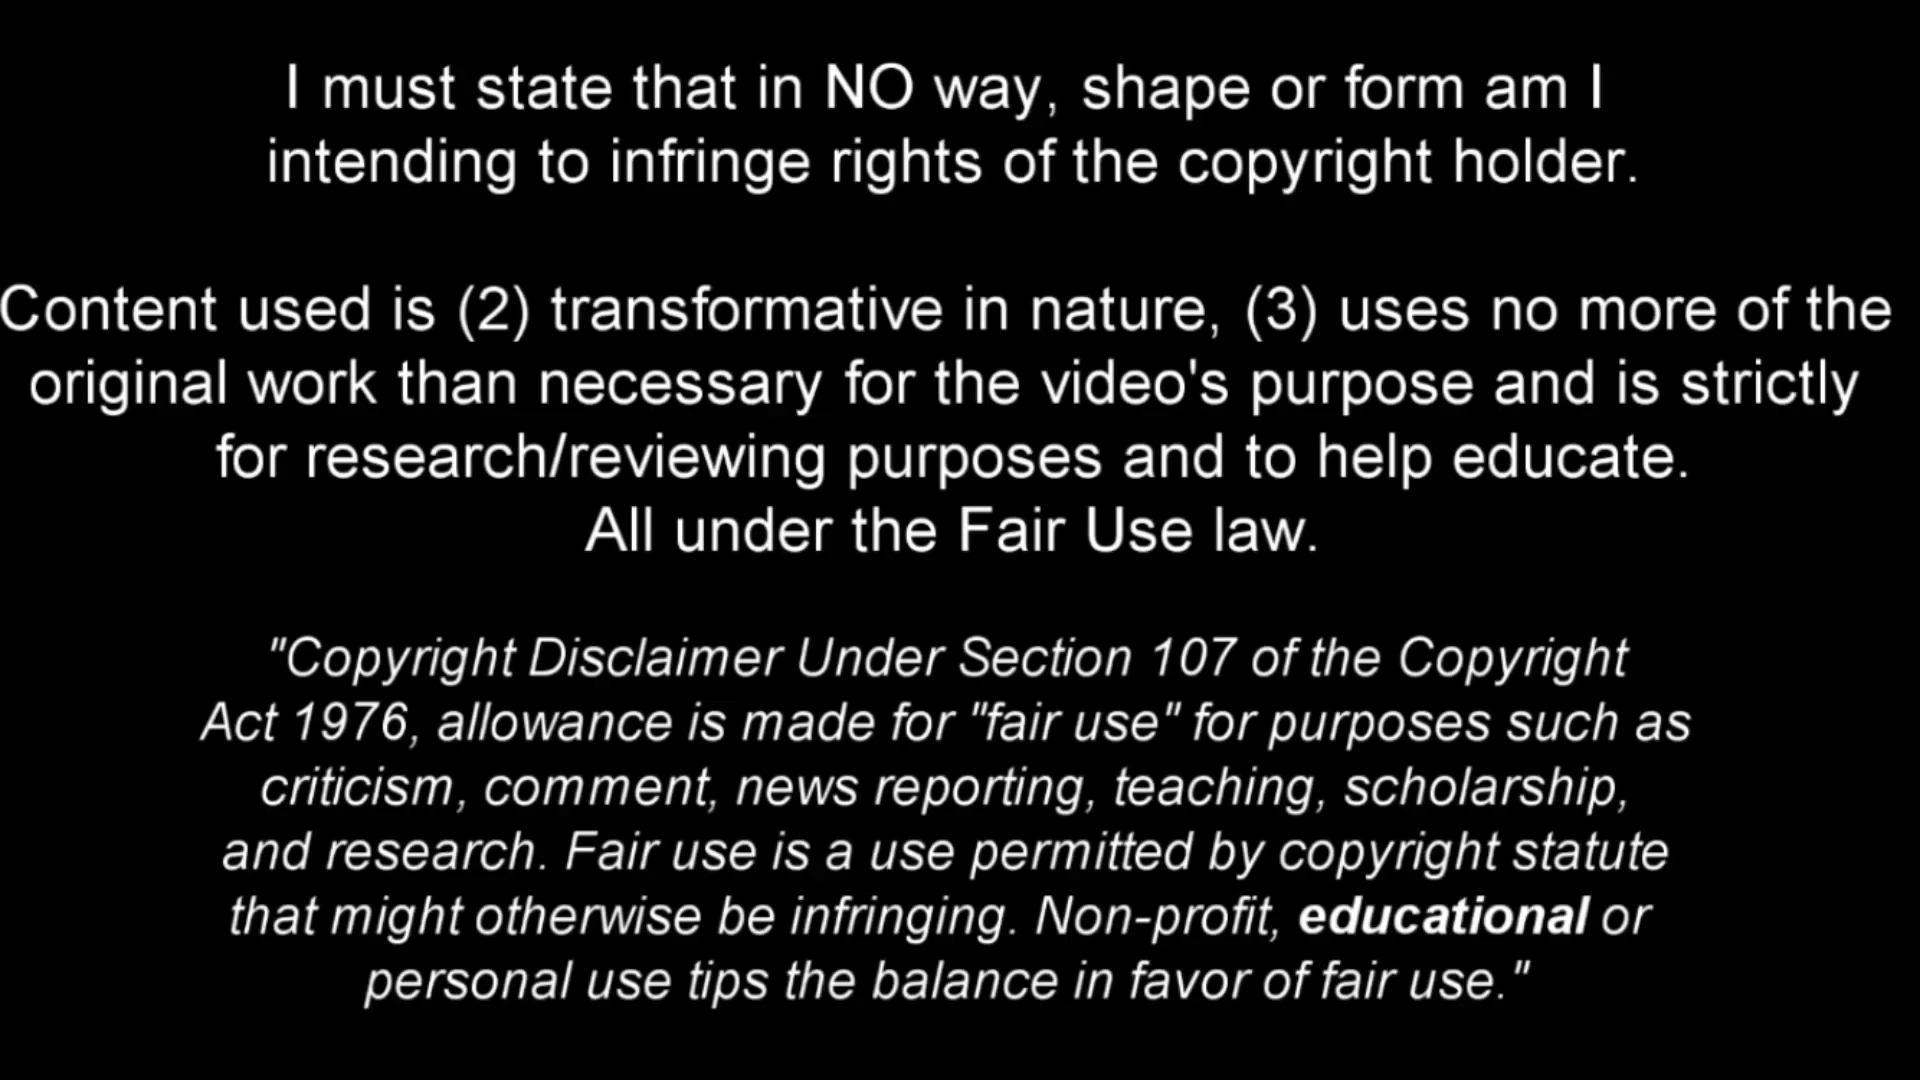 I must state that in NO way, shape or form am I
intending to infringe rights of the copyright holder.
Content used is (2) transformative in nature, (3) uses no more of the
original work than necessary for the video's purpose and is strictly
for research/reviewing purposes and to help educate.
All under the Fair Use law.
"Copyright Disclaimer Under Section 107 of the Copyright
Act 1976, allowance is made for "fair use" for purposes such as
criticism, comment, news reporting, teaching, scholarship,
and research. Fair use is a use permitted by copyright statute
that might otherwise be infringing. Non-profit, educational or
personal use tips the balance in favor of fair use."